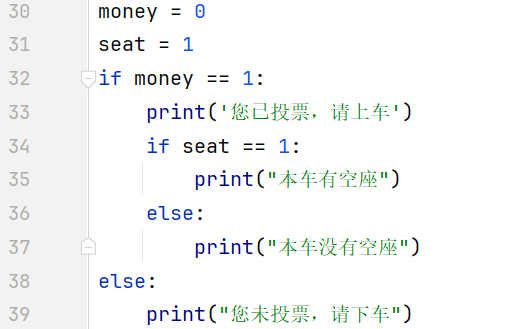 30 money = 0
31 seat = 1
32 if money == 1:
33     print('您已投票，请上车')
34     if seat == 1:
35         print("本车有空座")
36     else:
37         print("本车没有空座")
38 else:
39     print("您未投票，请下车")